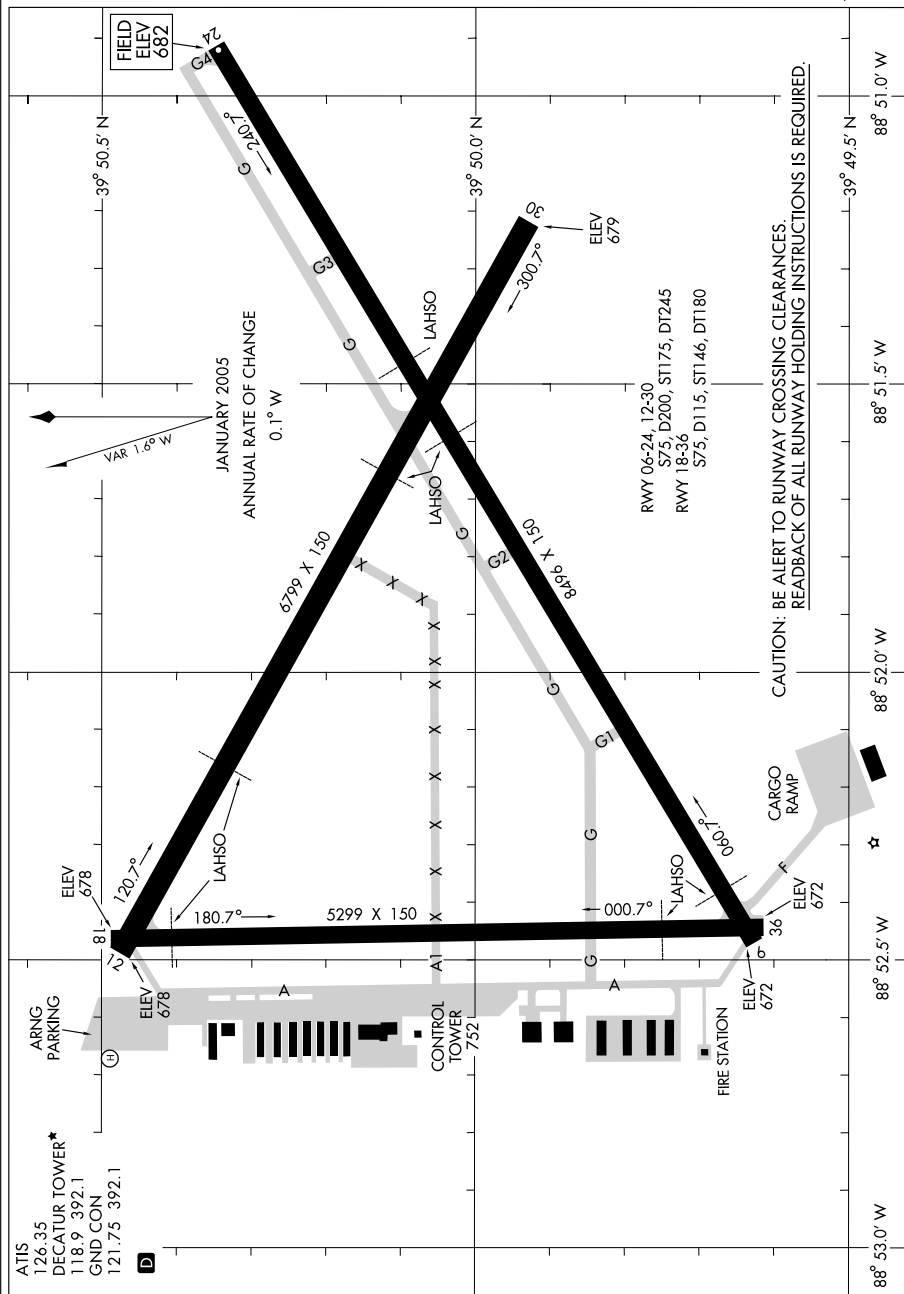 ATIS
126.35
DECATUR TOWER★
118.9 392.1
GND CON
121.75 392.1
D
ARNG
PARKING
H
ELEV
678
18
12
ELEV
678
120.7°
180.7°
LAHSO
5299 X 150
6799 X 150
VAR 1.6° W
JANUARY 2005
ANNUAL RATE OF CHANGE
0.1° W
FIELD
ELEV
682
24
G4
240.7°
G
G3
G
LAHSO
LAHSO
G
G2
8496 X 150
G
G1
G
G
300.7°
30
ELEV
679
X
X
X
X
X
X
X
X
X
X
X
A1
A
A
CONTROL
TOWER
752
FIRE STATION
000.7°
LAHSO
060.7°
36
6
ELEV
672
ELEV
672
F
CARGO
RAMP
RWY 06-24, 12-30
S75, D200, ST175, DT245
RWY 18-36
S75, D115, ST146, DT180
CAUTION: BE ALERT TO RUNWAY CROSSING CLEARANCES.
READBACK OF ALL RUNWAY HOLDING INSTRUCTIONS IS REQUIRED.
39° 50.5' N
39° 50.0' N
39° 49.5' N
88° 53.0' W
88° 52.5' W
88° 52.0' W
88° 51.5' W
88° 51.0' W